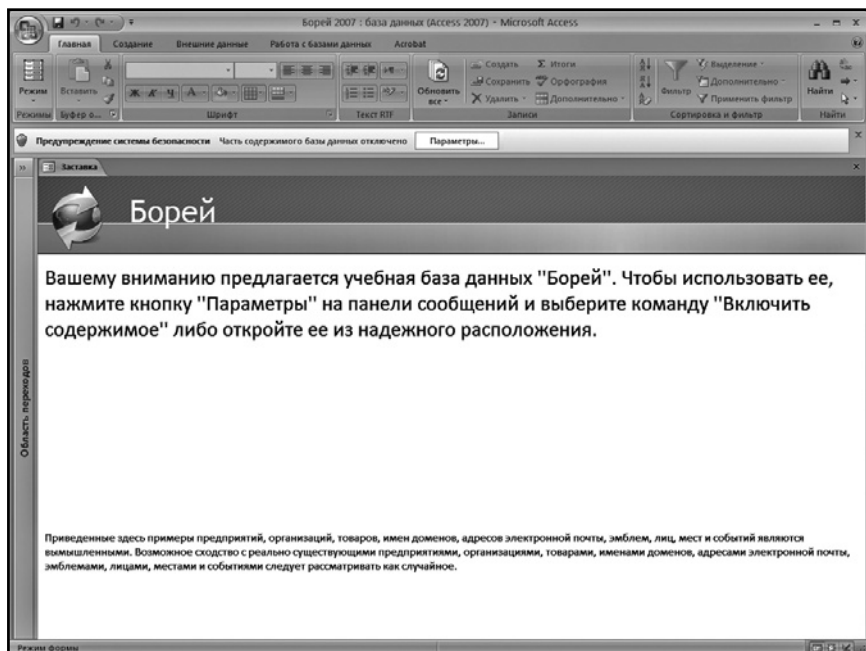 Борей 2007 : база данных (Access 2007) - Microsoft Access
Главная Создание Внешние данные Работа с базами данных Acrobat
Режим Вставить Обновить все Создать Сохранить Удалить Итоги Орфография Дополнительно Фильтр Выделение Дополнительно Применить фильтр Найти
Режимы Буфер о... Шрифт Текст RTF Записи Сортировка и фильтр Найти
Предупреждение системы безопасности Часть содержимого базы данных отключено Параметры...
Заставка
Борей
Вашему вниманию предлагается учебная база данных "Борей". Чтобы использовать ее,
нажмите кнопку "Параметры" на панели сообщений и выберите команду "Включить
содержимое" либо откройте ее из надежного расположения.
Область переходов
Приведенные здесь примеры предприятий, организаций, товаров, имен доменов, адресов электронной почты, эмблем, лиц, мест и событий являются
вымышленными. Возможное сходство с реально существующими предприятиями, организациями, товарами, именами доменов, адресами электронной почты,
эмблемами, лицами, местами и событиями следует рассматривать как случайное.
Режим формы